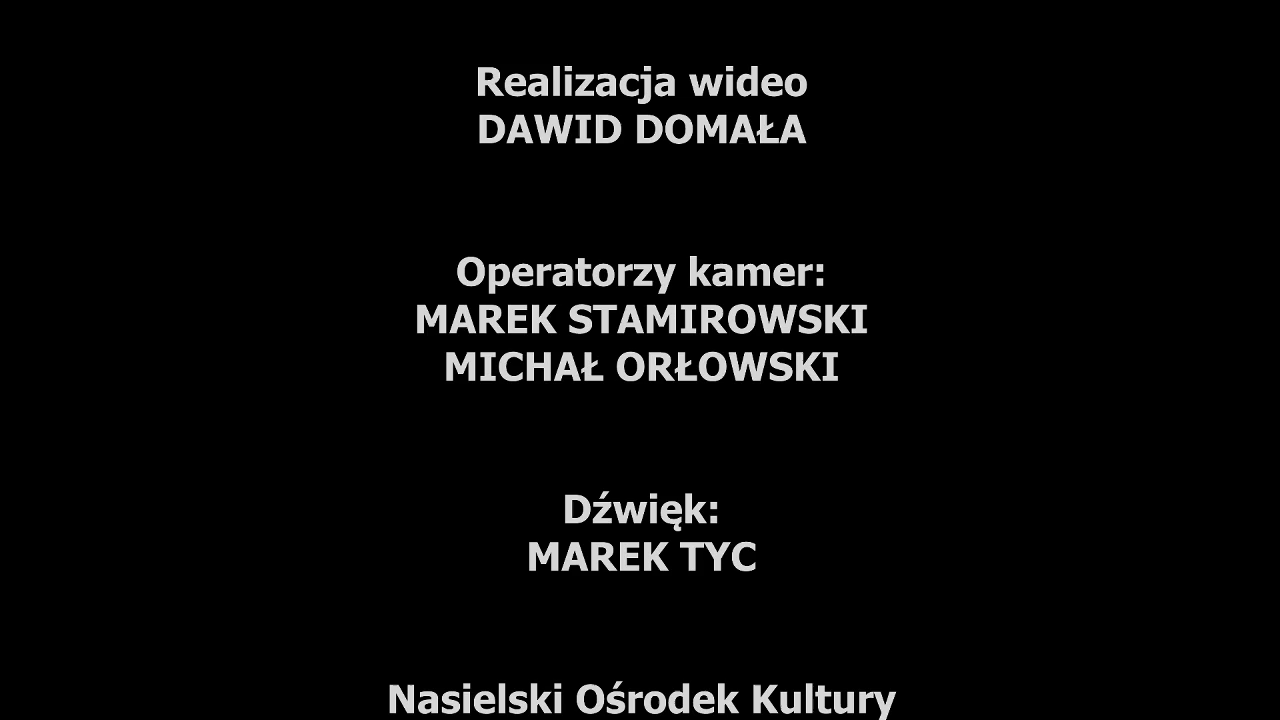 Realizacja wideo
DAWID DOMAŁA
Operatorzy kamer:
MAREK STAMIROWSKI
MICHAŁ ORŁOWSKI
Dźwięk:
MAREK TYC
Nasielski Ośrodek Kultury